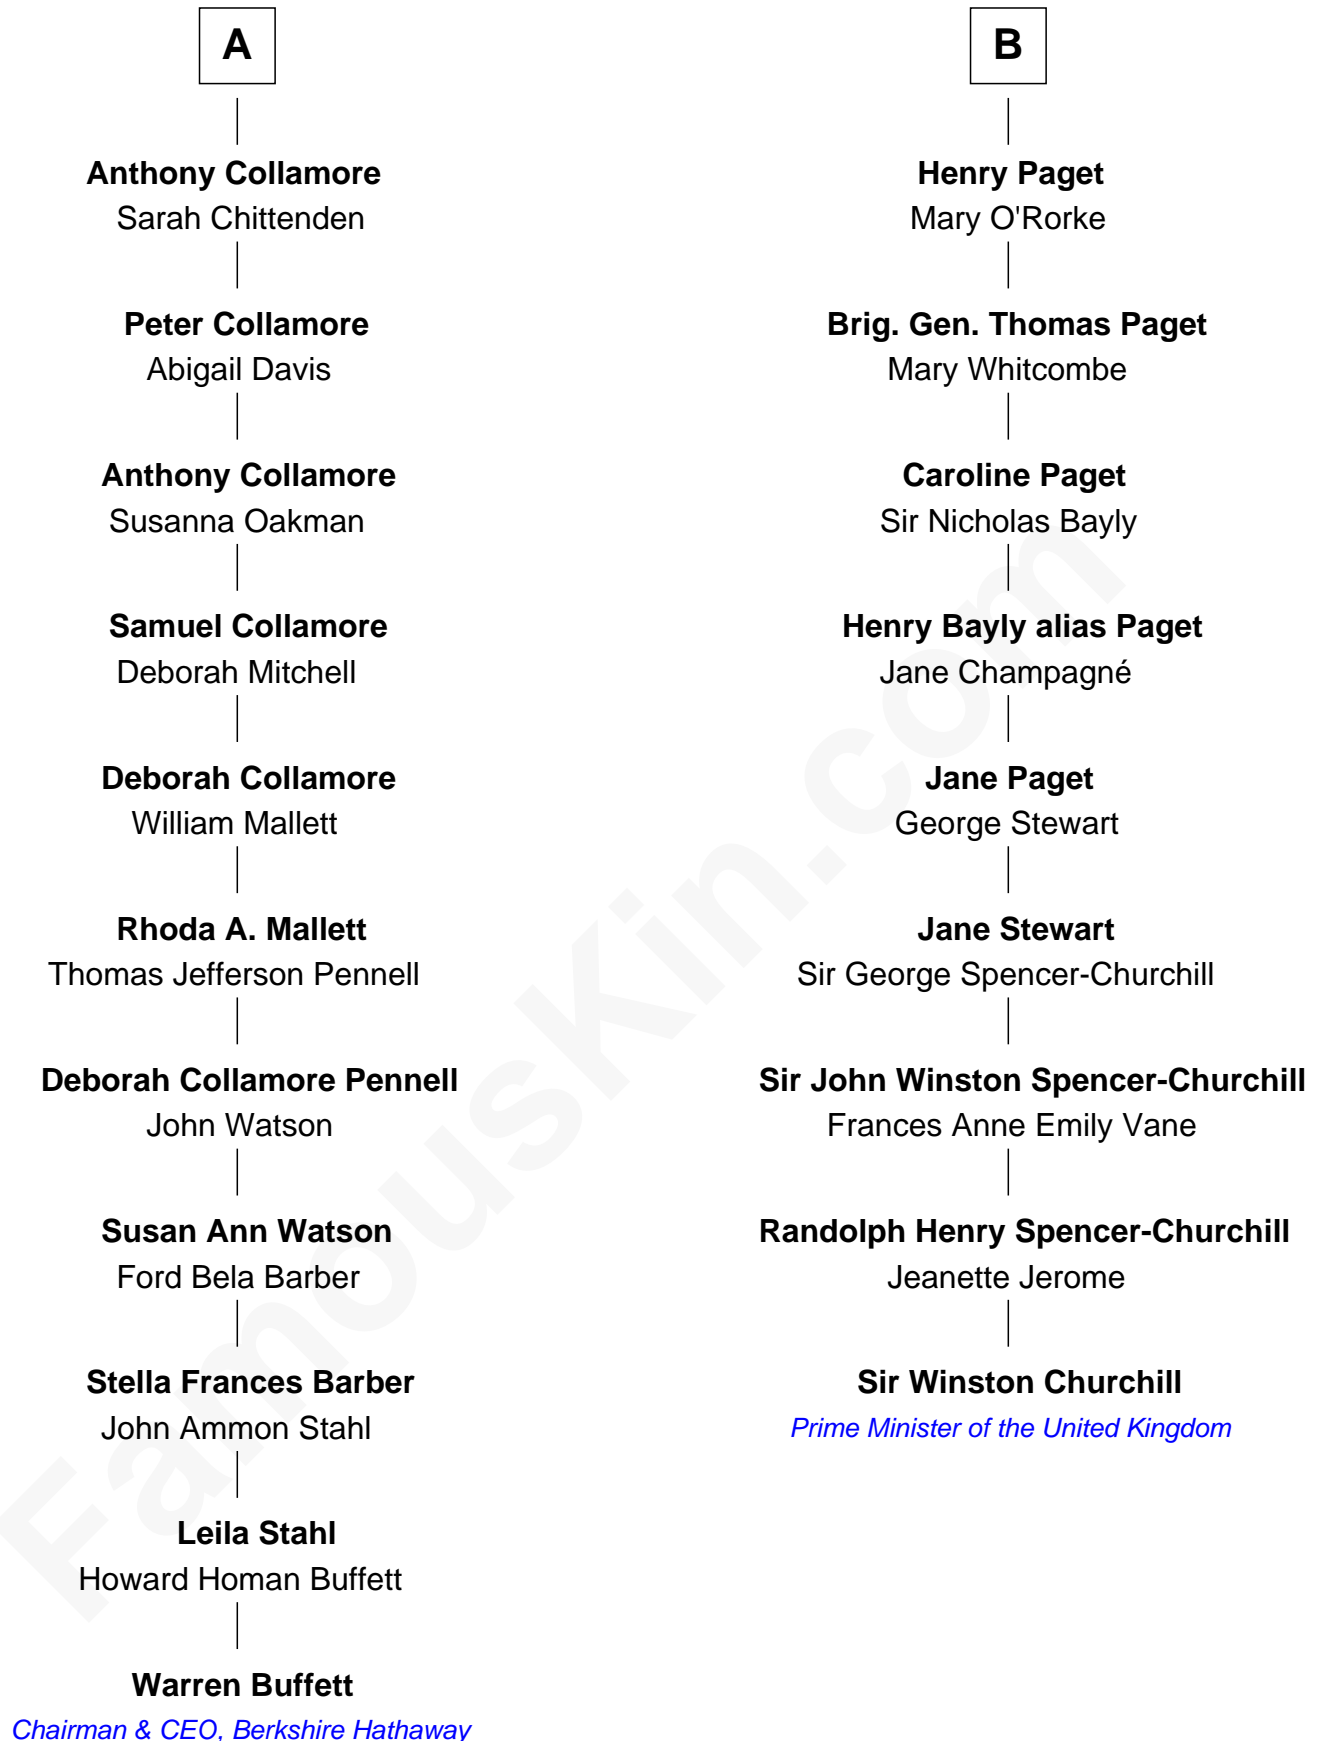 A
Anthony Collamore
Sarah Chittenden
Peter Collamore
Abigail Davis
Anthony Collamore
Susanna Oakman
Samuel Collamore
Deborah Mitchell
Deborah Collamore
William Mallett
Rhoda A. Mallett
Thomas Jefferson Pennell
Deborah Collamore Pennell
John Watson
Susan Ann Watson
Ford Bela Barber
Stella Frances Barber
John Ammon Stahl
Leila Stahl
Howard Homan Buffett
Warren Buffett
Chairman & CEO, Berkshire Hathaway
B
Henry Paget
Mary O'Rorke
Brig. Gen. Thomas Paget
Mary Whitcombe
Caroline Paget
Sir Nicholas Bayly
Henry Bayly alias Paget
Jane Champagné
Jane Paget
George Stewart
Jane Stewart
Sir George Spencer-Churchill
Sir John Winston Spencer-Churchill
Frances Anne Emily Vane
Randolph Henry Spencer-Churchill
Jeanette Jerome
Sir Winston Churchill
Prime Minister of the United Kingdom
FamousKin.com